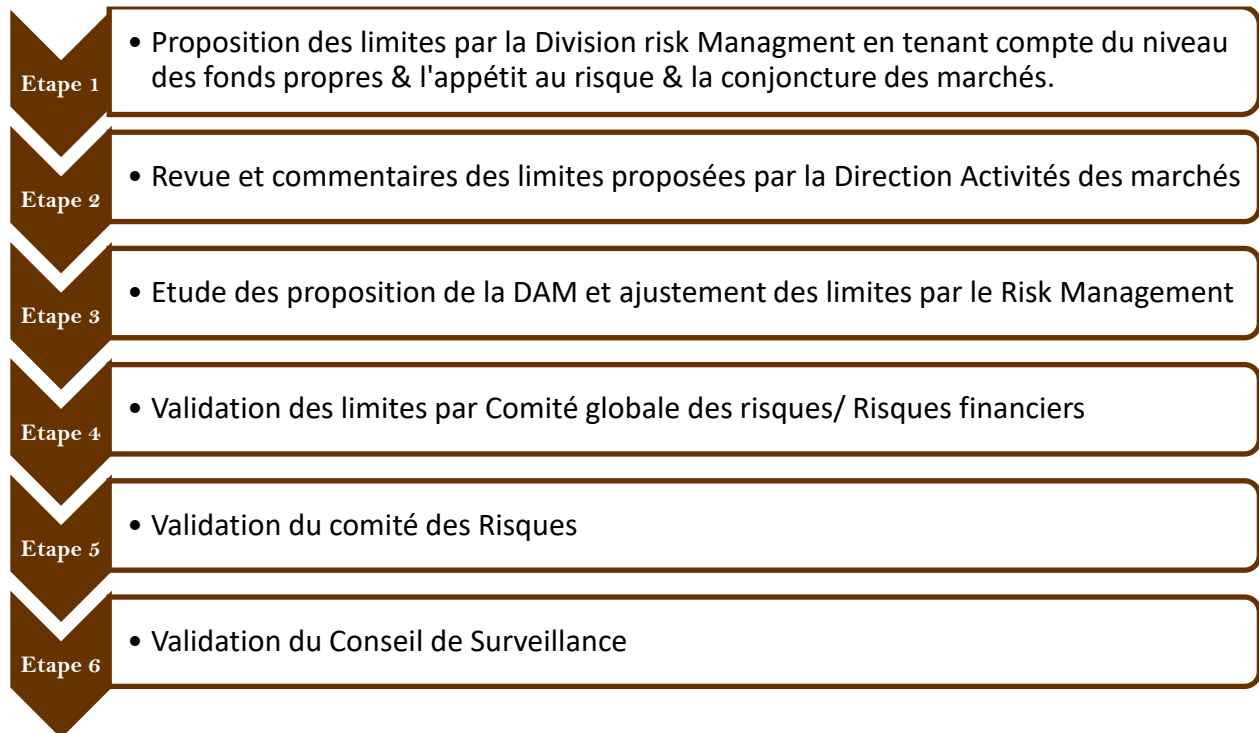 Etape 1
• Proposition des limites par la Division risk Managment en tenant compte du niveau
des fonds propres & l'appétit au risque & la conjoncture des marchés.
Etape 2
• Revue et commentaires des limites proposées par la Direction Activités des marchés
Etape 3
• Etude des proposition de la DAM et ajustement des limites par le Risk Management
Etape 4
• Validation des limites par Comité globale des risques/ Risques financiers
Etape 5
• Validation du comité des Risques
Etape 6
• Validation du Conseil de Surveillance